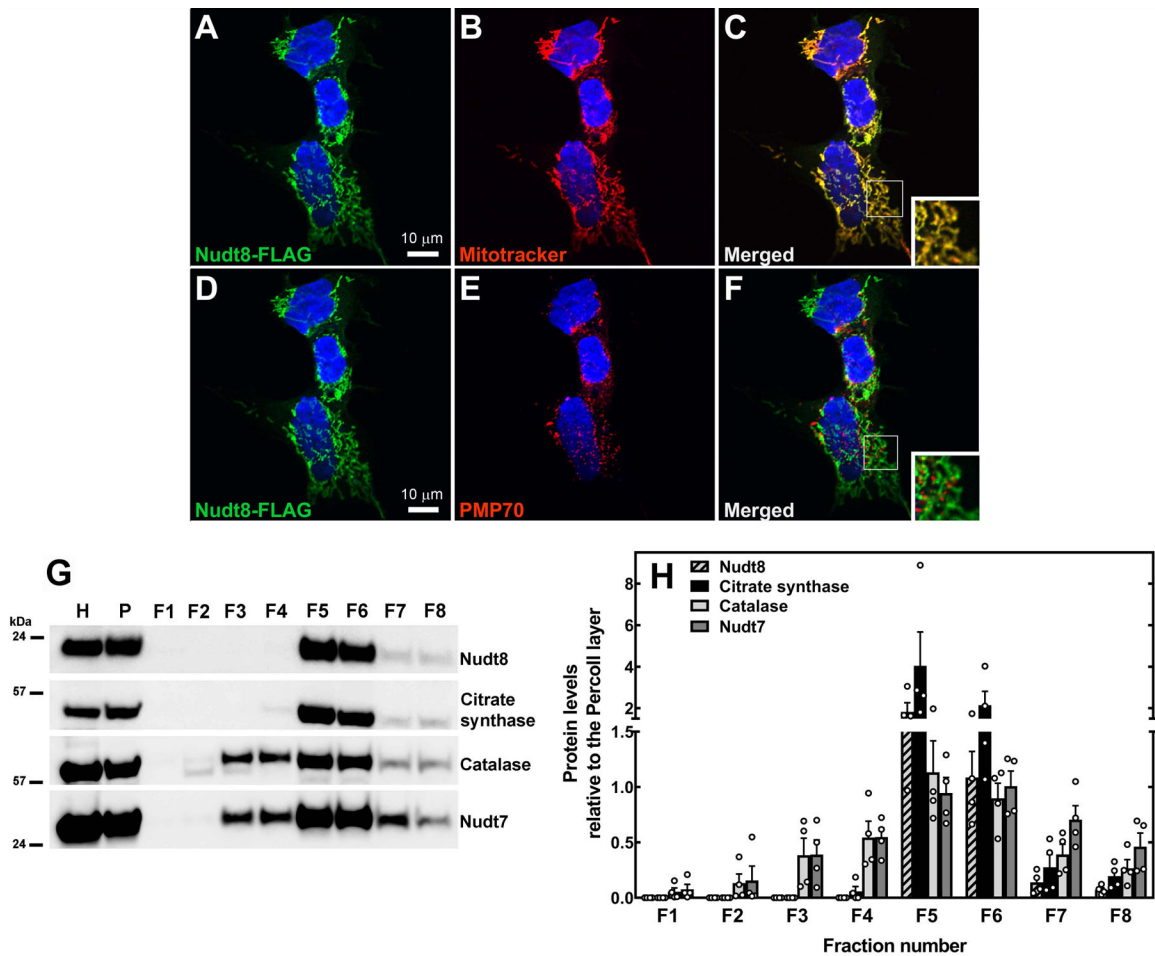 A
B
C
Nudt8-FLAG
10 μm
Mitotracker
Merged
D
E
F
Nudt8-FLAG
10 μm
PMP70
Merged
G
H P F1 F2 F3 F4 F5 F6 F7 F8
kDa
24
Nudt8
57
Citrate
synthase
Catalase
57
Nudt7
24
H
Nudt8
Citrate synthase
Catalase
Nudt7
Protein levels
relative to the Percoll layer
8
6
4
2
1.5
1.0
0.5
0.0
F1 F2 F3 F4 F5 F6 F7 F8
Fraction number